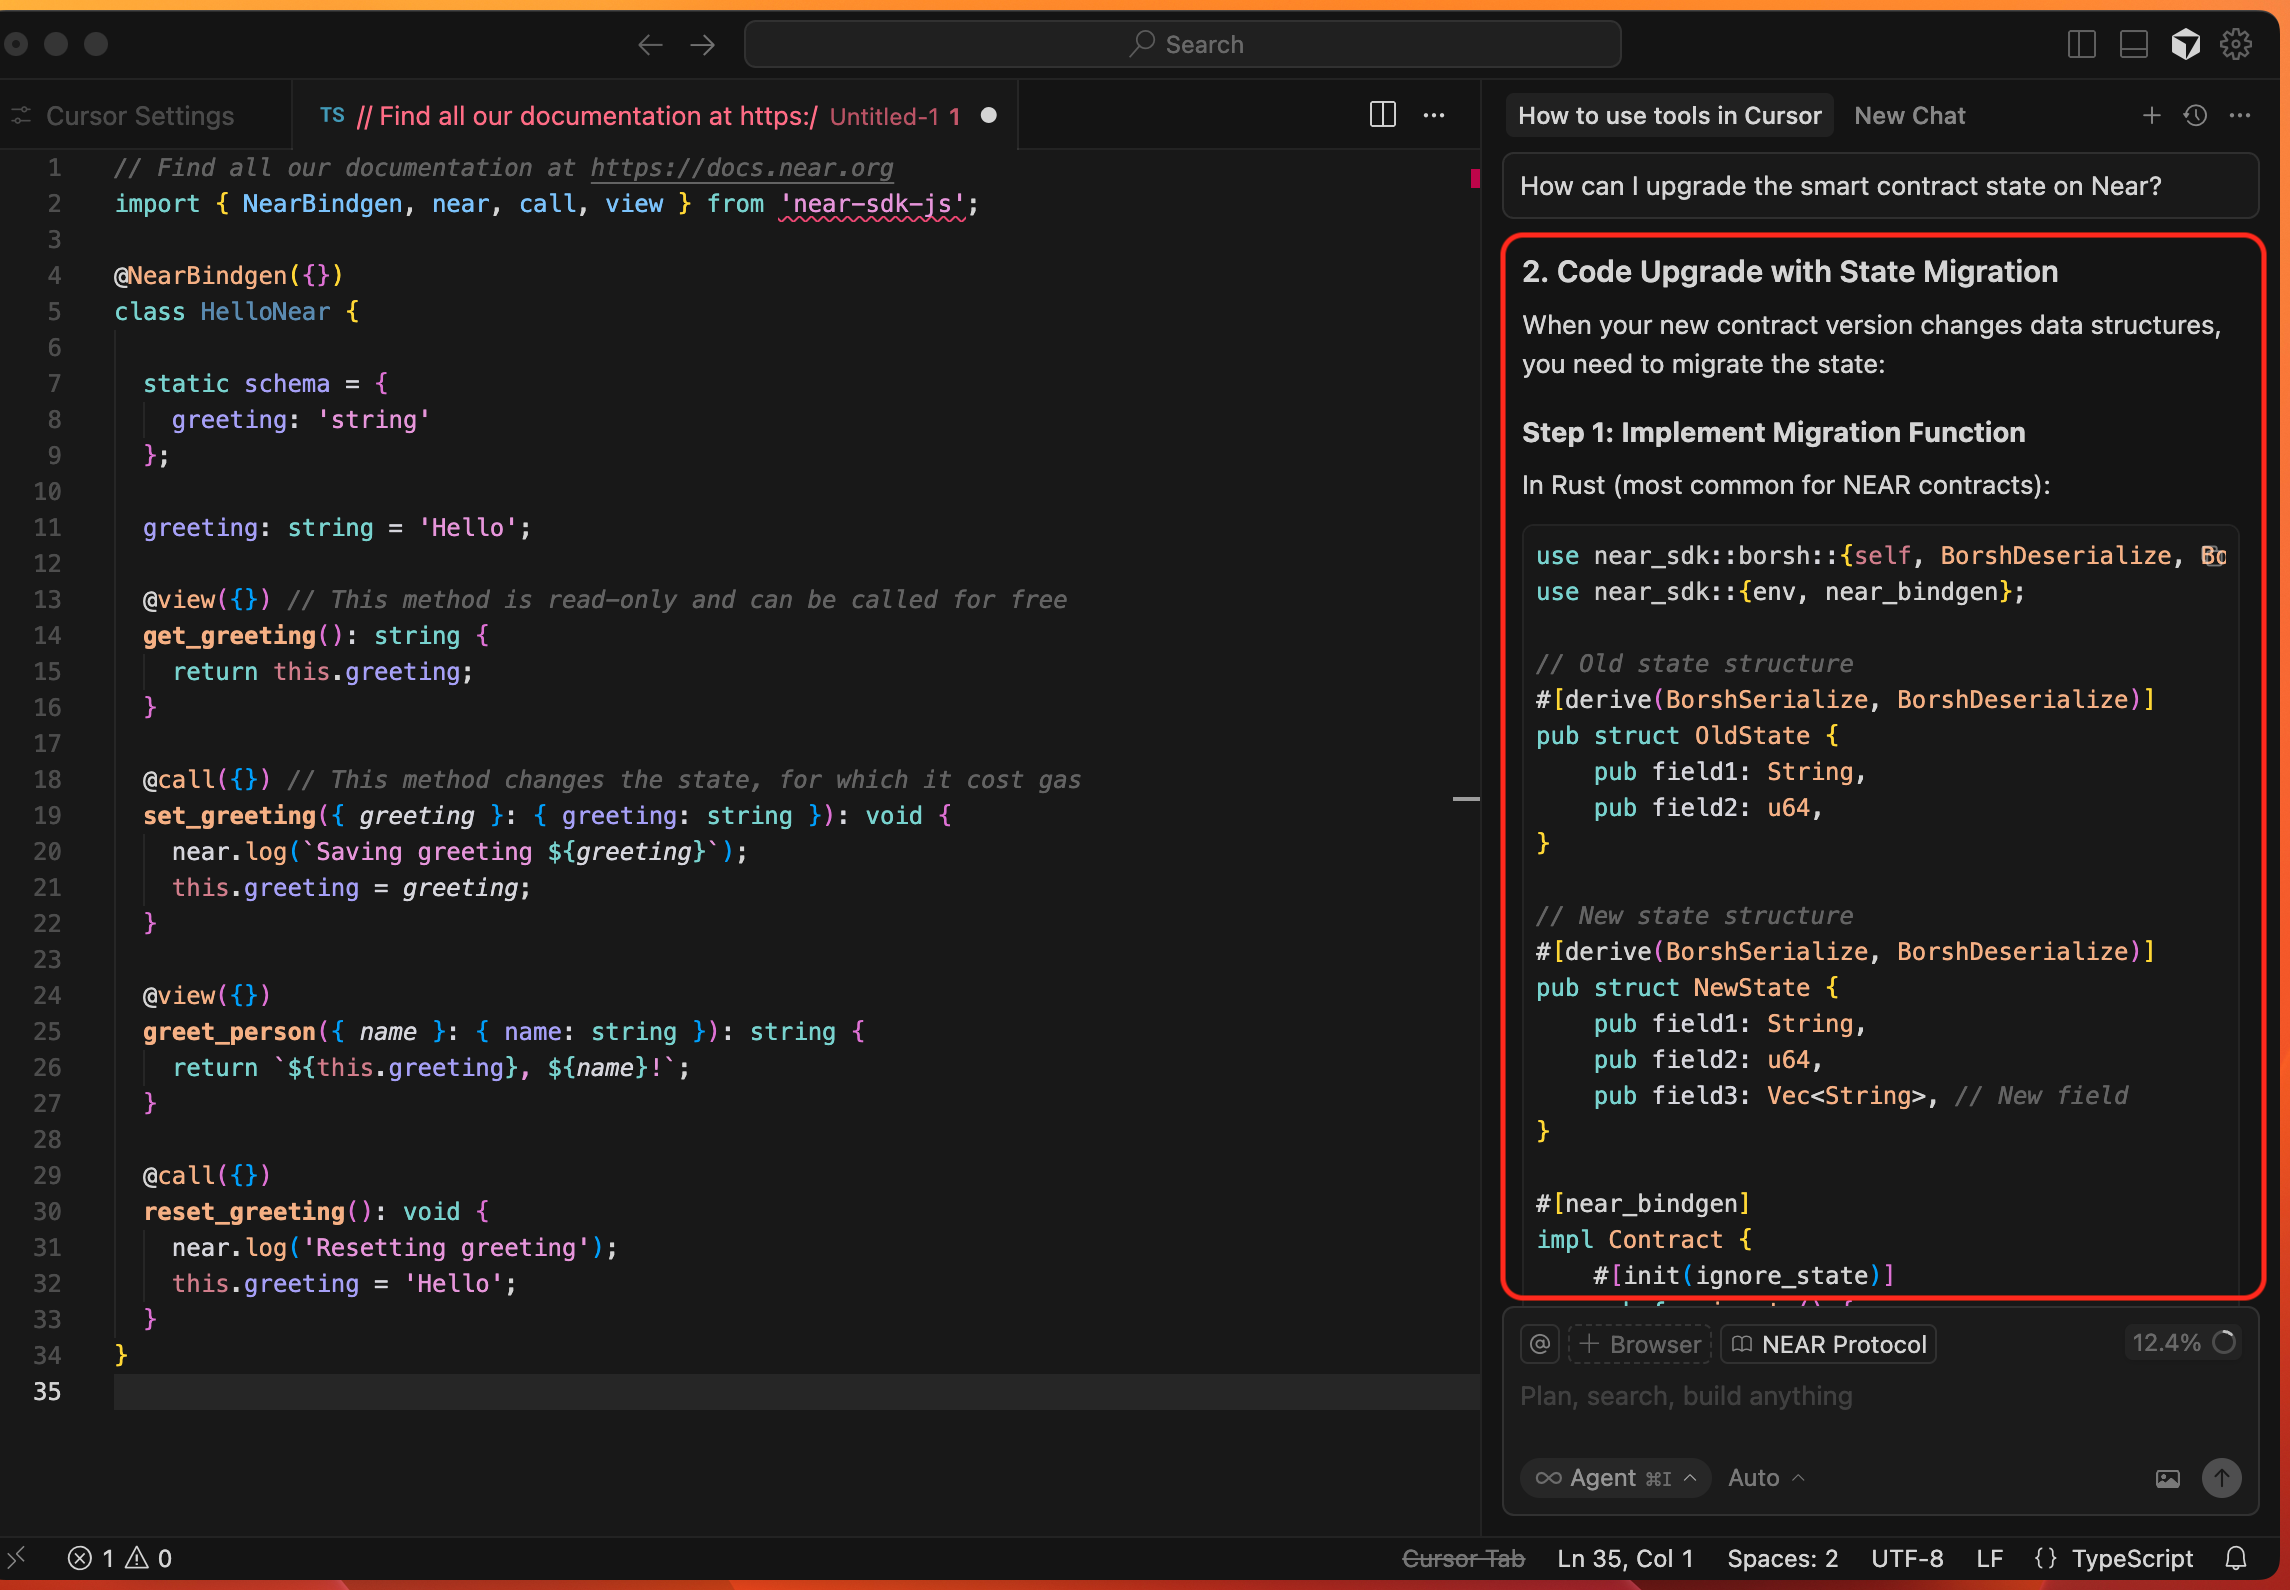 Search
Cursor Settings
TS // Find all our documentation at https:/ Untitled-1 1
1 // Find all our documentation at https://docs.near.org
2 import { NearBindgen, near, call, view } from 'near-sdk-js';
3
4 @NearBindgen({})
5 class HelloNear {
6
7 static schema = {
8 greeting: 'string'
9 };
10
11 greeting: string = 'Hello';
12
13 @view({}) // This method is read-only and can be called for free
14 get_greeting(): string {
15 return this.greeting;
16 }
17
18 @call({}) // This method changes the state, for which it cost gas
19 set_greeting({ greeting }: { greeting: string }): void {
20 near.log(`Saving greeting ${greeting}`);
21 this.greeting = greeting;
22 }
23
24 @view({})
25 greet_person({ name }: { name: string }): string {
26 return `${this.greeting}, ${name}!`;
27 }
28
29 @call({})
30 reset_greeting(): void {
31 near.log('Resetting greeting');
32 this.greeting = 'Hello';
33 }
34 }
35
How to use tools in Cursor New Chat
How can I upgrade the smart contract state on Near?
2. Code Upgrade with State Migration
When your new contract version changes data structures,
you need to migrate the state:
Step 1: Implement Migration Function
In Rust (most common for NEAR contracts):
use near_sdk::borsh::{self, BorshDeserialize,
use near_sdk::{env, near_bindgen};
// Old state structure
#[derive(BorshSerialize, BorshDeserialize)]
pub struct OldState {
pub field1: String,
pub field2: u64,
}
// New state structure
#[derive(BorshSerialize, BorshDeserialize)]
pub struct NewState {
pub field1: String,
pub field2: u64,
pub field3: Vec<String>, // New field
}
#[near_bindgen]
impl Contract {
#[init(ignore_state)]
@ + Browser NEAR Protocol 12.4%
Plan, search, build anything
Agent ⌘I Auto
1 0
Cursor Tab Ln 35, Col 1 Spaces: 2 UTF-8 LF {} TypeScript